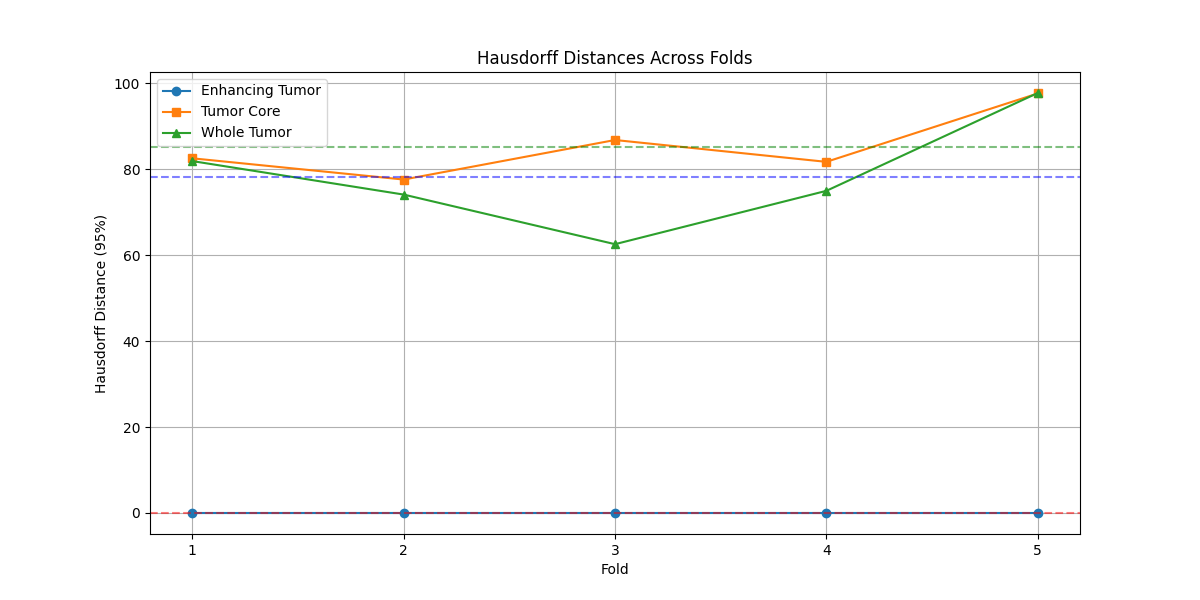 Hausdorff Distances Across Folds
Enhancing Tumor
Tumor Core
Whole Tumor
Hausdorff Distance (95%)
100
80
60
40
20
0
1 2 3 4 5
Fold